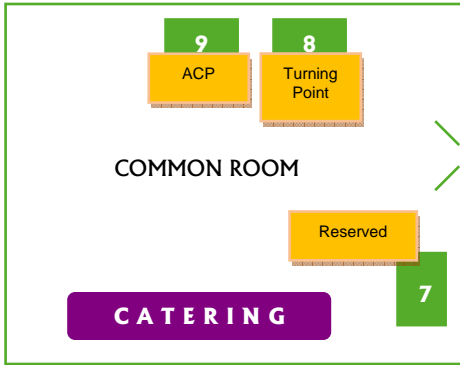 9
8
ACP
Turning
Point
COMMON ROOM
Reserved
7
CATERING